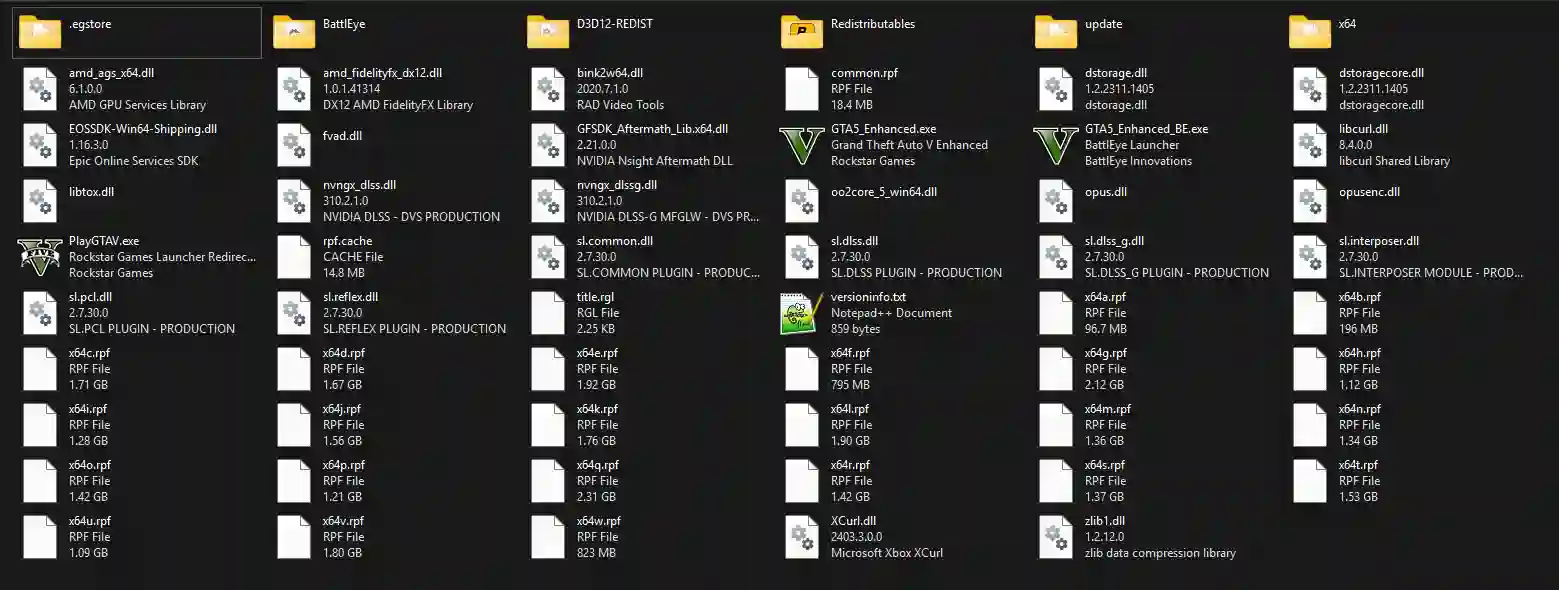 .egstore
BattlEye
D3D12-REDIST
Redistributables
update
x64
amd_ags_x64.dll
6.1.0.0
AMD GPU Services Library
amd_fidelityfx_dx12.dll
1.0.1.41314
DX12 AMD FidelityFX Library
bink2w64.dll
2020.7.1.0
RAD Video Tools
common.rpf
RPF File
18.4 MB
dstorage.dll
1.2.2311.1405
dstorage.dll
dstoragecore.dll
1.2.2311.1405
dstoragecore.dll
EOSSDK-Win64-Shipping.dll
1.16.3.0
Epic Online Services SDK
fvad.dll
GFSDK_Aftermath_Lib.x64.dll
2.21.0.0
NVIDIA Nsight Aftermath DLL
GTA5_Enhanced.exe
Grand Theft Auto V Enhanced
Rockstar Games
GTA5_Enhanced_BE.exe
BattlEye Launcher
BattlEye Innovations
libcurl.dll
8.4.0.0
libcurl Shared Library
libtox.dll
nvngx_dlss.dll
310.2.1.0
NVIDIA DLSS - DVS PRODUCTION
nvngx_dlssg.dll
310.2.1.0
NVIDIA DLSS-G MFGLW - DVS PR...
oo2core_5_win64.dll
opus.dll
opusenc.dll
PlayGTAV.exe
Rockstar Games Launcher Redirec...
Rockstar Games
rpf.cache
CACHE File
14.8 MB
sl.common.dll
2.7.30.0
SL.COMMON PLUGIN - PRODUC...
sl.dlss.dll
2.7.30.0
SL.DLSS PLUGIN - PRODUCTION
sl.dlss_g.dll
2.7.30.0
SL.DLSS_G PLUGIN - PRODUCTION
sl.interposer.dll
2.7.30.0
SL.INTERPOSER MODULE - PROD...
sl.pcl.dll
2.7.30.0
SL.PCL PLUGIN - PRODUCTION
sl.reflex.dll
2.7.30.0
SL.REFLEX PLUGIN - PRODUCTION
title.rgl
RGL File
2.25 KB
versioninfo.txt
Notepad++ Document
859 bytes
x64a.rpf
RPF File
96.7 MB
x64b.rpf
RPF File
196 MB
x64c.rpf
RPF File
1.71 GB
x64d.rpf
RPF File
1.67 GB
x64e.rpf
RPF File
1.92 GB
x64f.rpf
RPF File
795 MB
x64g.rpf
RPF File
2.12 GB
x64h.rpf
RPF File
1.12 GB
x64i.rpf
RPF File
1.28 GB
x64j.rpf
RPF File
1.56 GB
x64k.rpf
RPF File
1.76 GB
x64l.rpf
RPF File
1.90 GB
x64m.rpf
RPF File
1.36 GB
x64n.rpf
RPF File
1.34 GB
x64o.rpf
RPF File
1.42 GB
x64p.rpf
RPF File
1.21 GB
x64q.rpf
RPF File
2.31 GB
x64r.rpf
RPF File
1.42 GB
x64s.rpf
RPF File
1.37 GB
x64t.rpf
RPF File
1.53 GB
x64u.rpf
RPF File
1.09 GB
x64v.rpf
RPF File
1.80 GB
x64w.rpf
RPF File
823 MB
XCurl.dll
2403.3.0.0
Microsoft Xbox XCurl
zlib1.dll
1.2.12.0
zlib data compression library